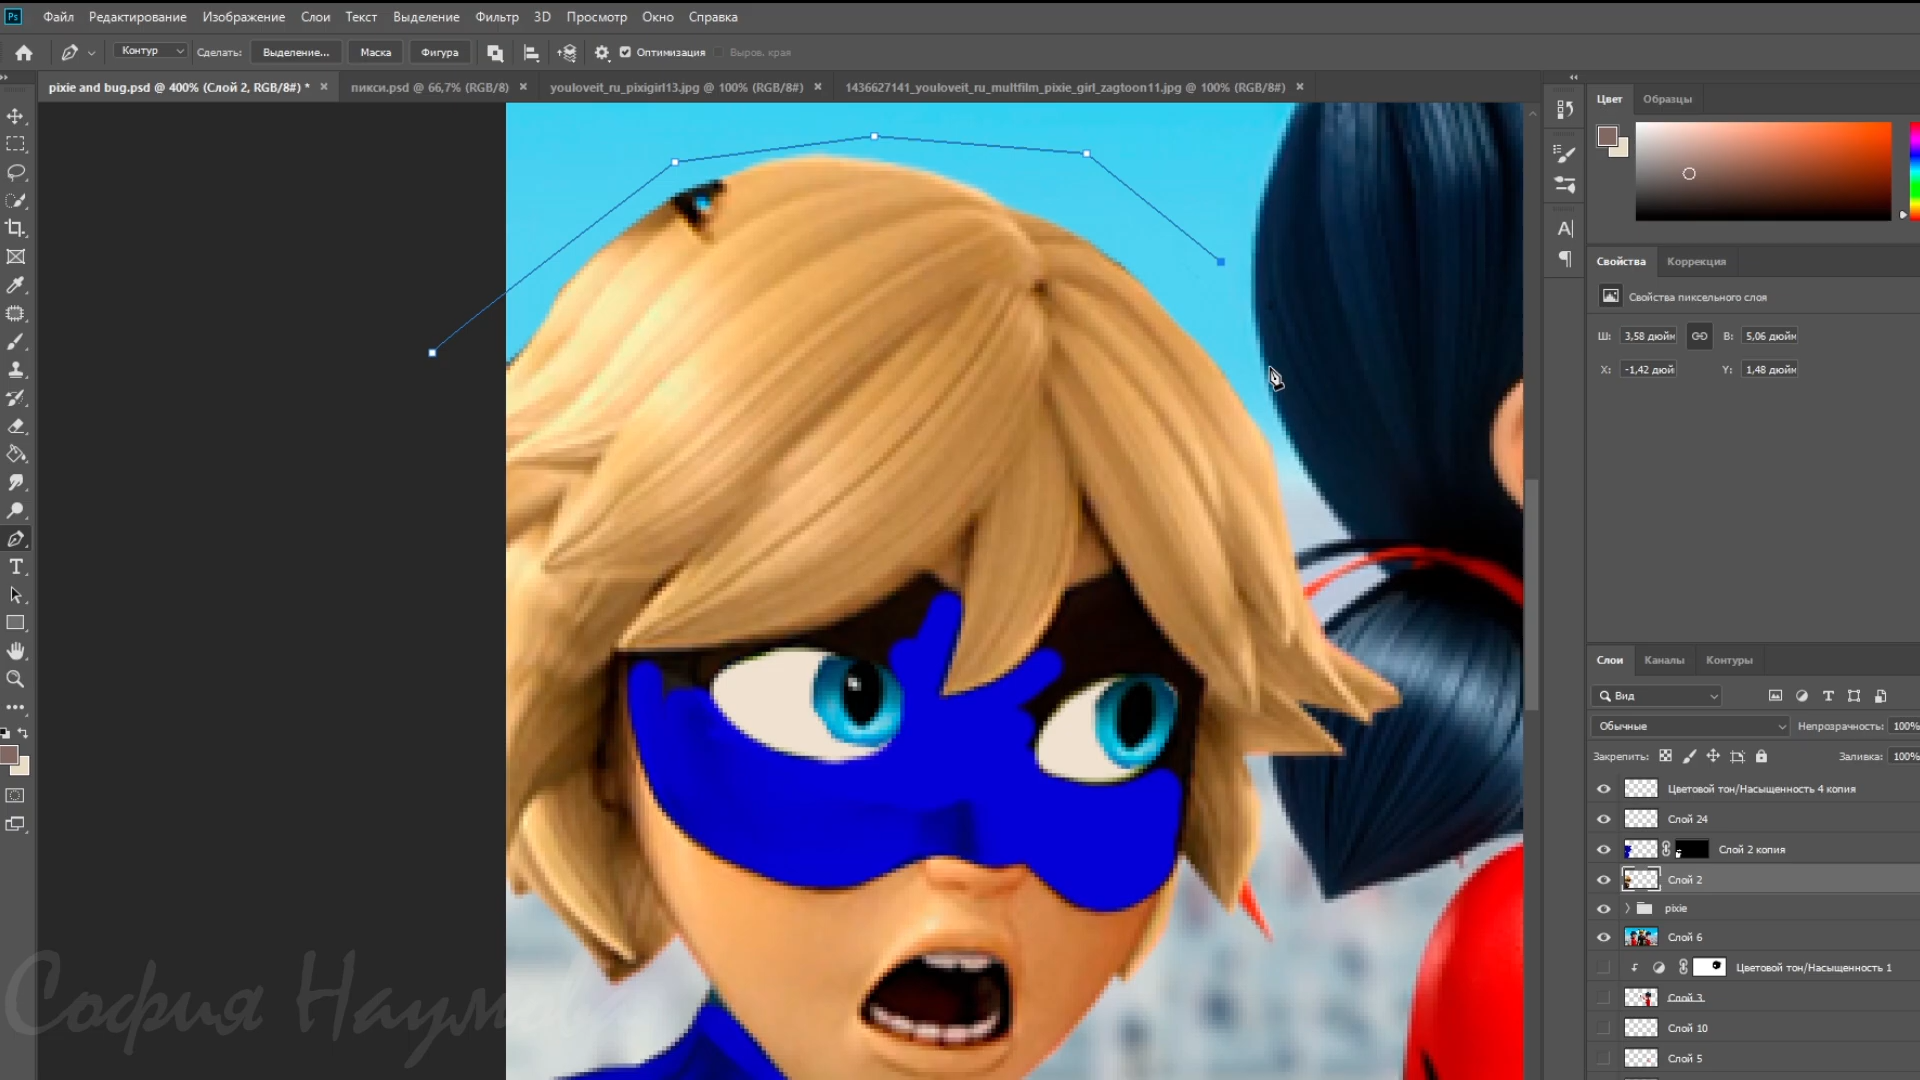 Ps Файл Редактирование Изображение Слои Текст Выделение Фильтр 3D Просмотр Окно Справка
Контур Сделать: Выделение... Маска Фигура Оптимизация Выров. края
pixie and bug.psd @ 400% (Слой 2, RGB/8#) * × пикси.psd @ 66,7% (RGB/8) × youloveit_ru_pixigirl13.jpg @ 100% (RGB/8#) × 1436627141_youloveit_ru_multfilm_pixie_girl_zagtoon11.jpg @ 100% (RGB/8#) ×
Цвет Образцы
Свойства Коррекция
Свойства пиксельного слоя
Ш: 3,58 дюйм В: 5,06 дюйм
X: -1,42 дюй Y: 1,48 дюйм
Слои Каналы Контуры
Вид
Обычные Непрозрачность: 100%
Закрепить: Заливка: 100%
Цветовой тон/Насыщенность 4 копия
Слой 24
Слой 2 копия
Слой 2
pixie
Слой 6
Цветовой тон/Насыщенность 1
Слой 3
Слой 10
Слой 5
София